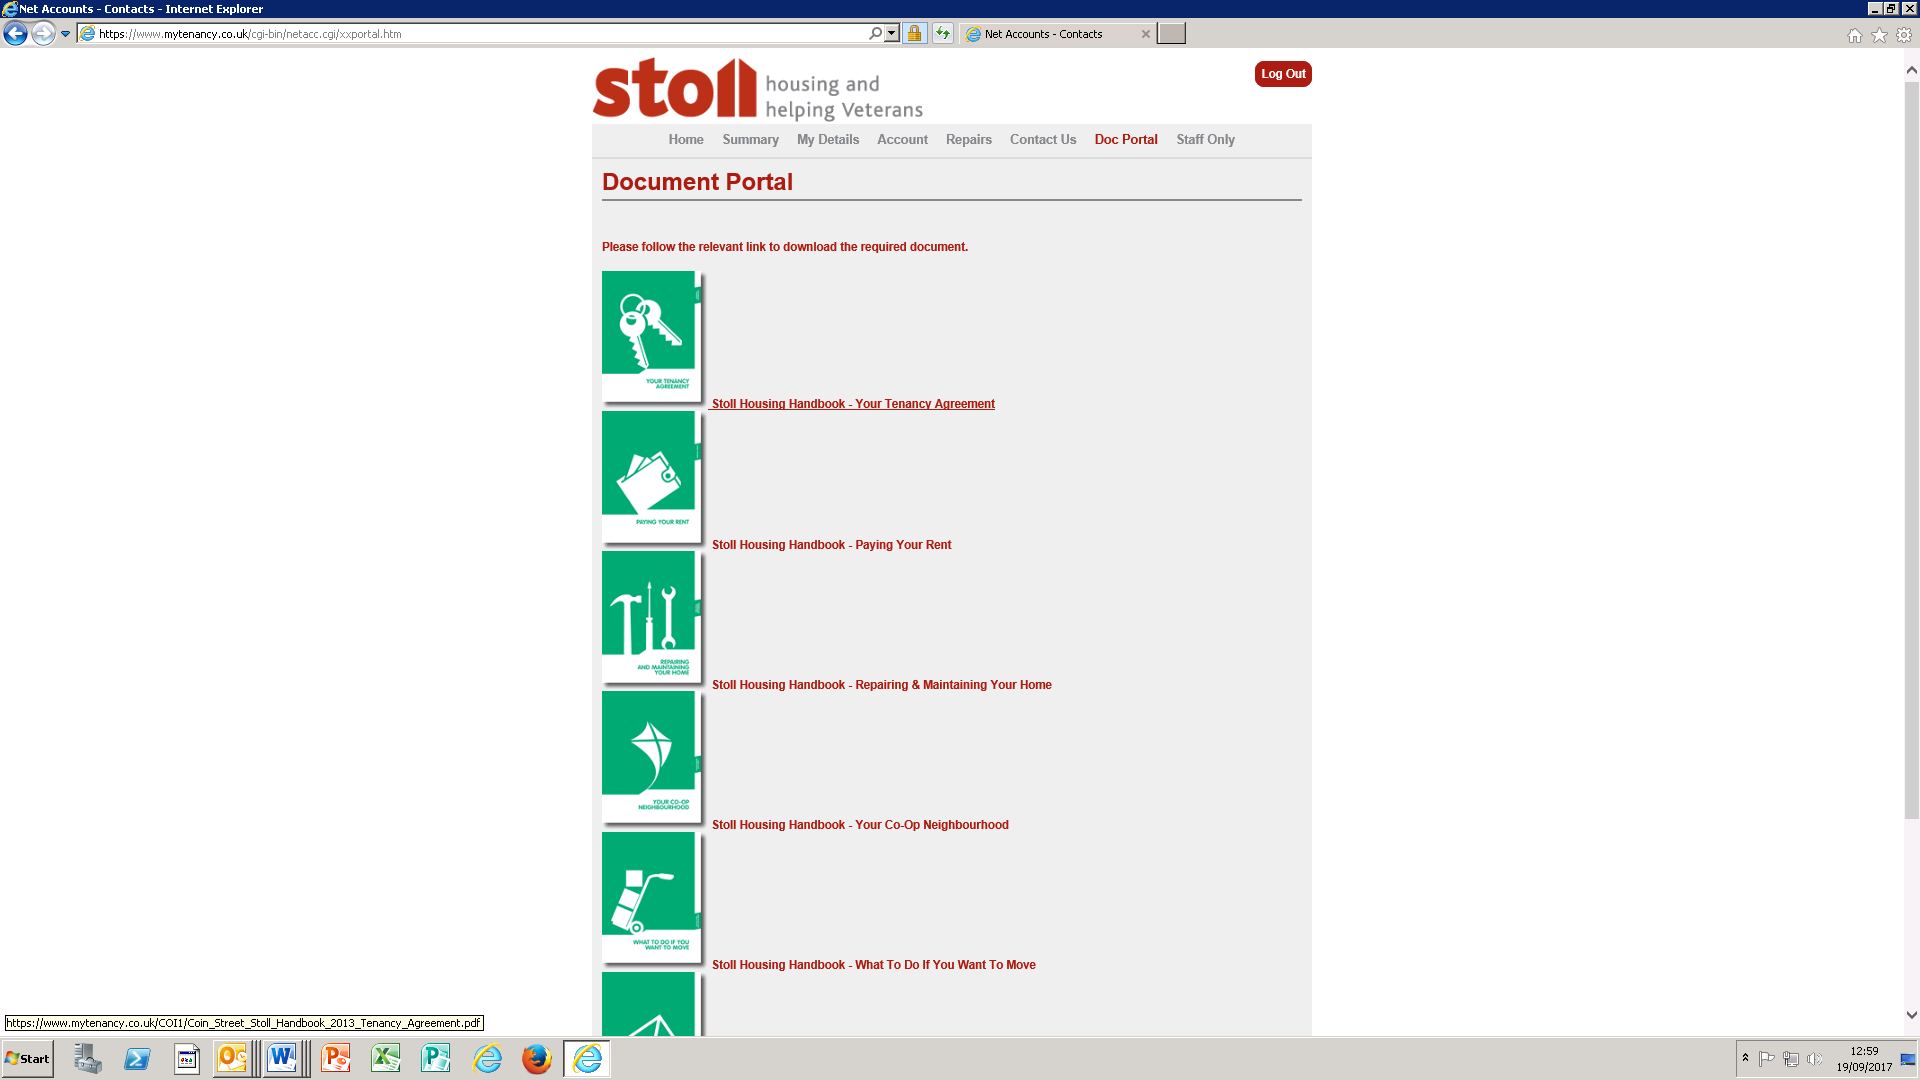 Net Accounts - Contacts - Internet Explorer
https://www.mytenancy.co.uk/cgi-bin/netacc.cgi/xxportal.htm
Net Accounts - Contacts
stoll housing and
helping Veterans
Log Out
Home Summary My Details Account Repairs Contact Us Doc Portal Staff Only
Document Portal
Please follow the relevant link to download the required document.
YOUR TENANCY
AGREEMENT
Stoll Housing Handbook - Your Tenancy Agreement
PAYING YOUR RENT
Stoll Housing Handbook - Paying Your Rent
REPAIRING
AND MAINTAINING
YOUR HOME
Stoll Housing Handbook - Repairing & Maintaining Your Home
YOUR CO-OP
NEIGHBOURHOOD
Stoll Housing Handbook - Your Co-Op Neighbourhood
WHAT TO DO IF YOU
WANT TO MOVE
Stoll Housing Handbook - What To Do If You Want To Move
https://www.mytenancy.co.uk/COI1/Coin_Street_Stoll_Handbook_2013_Tenancy_Agreement.pdf
Start
12:59
19/09/2017